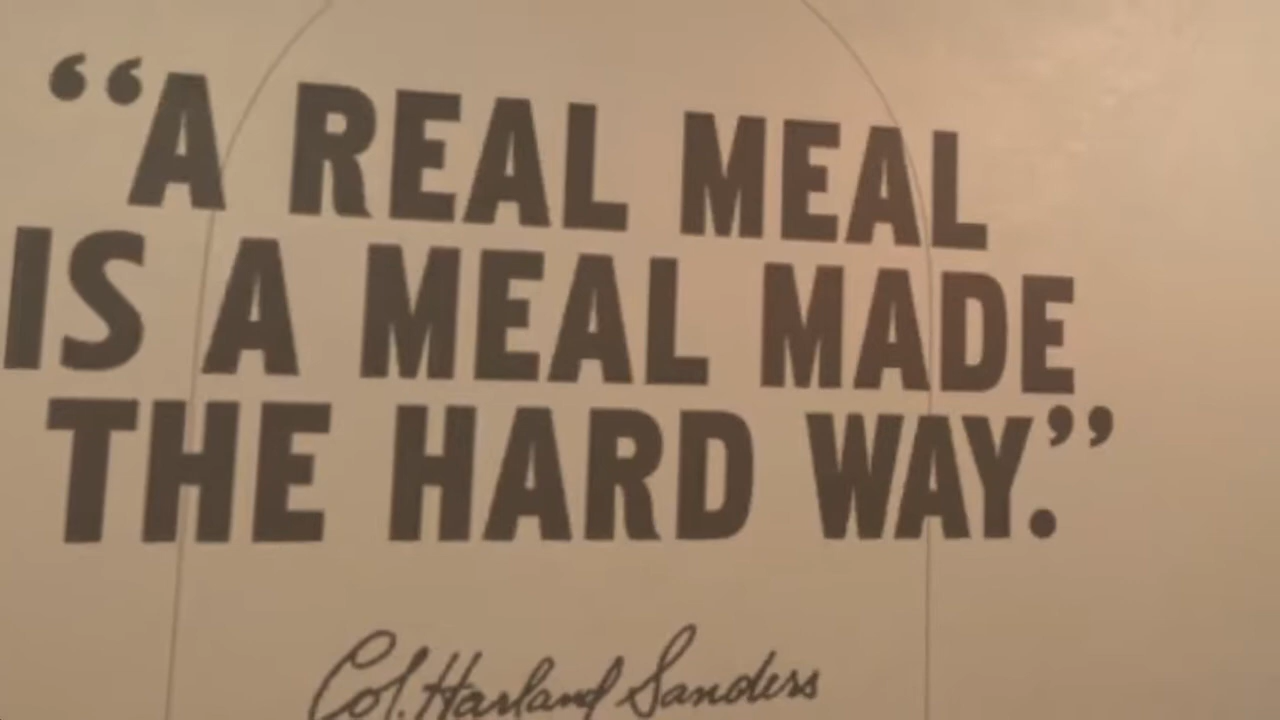 “A REAL MEAL
IS A MEAL MADE
THE HARD WAY.”
Col. Harland Sanders